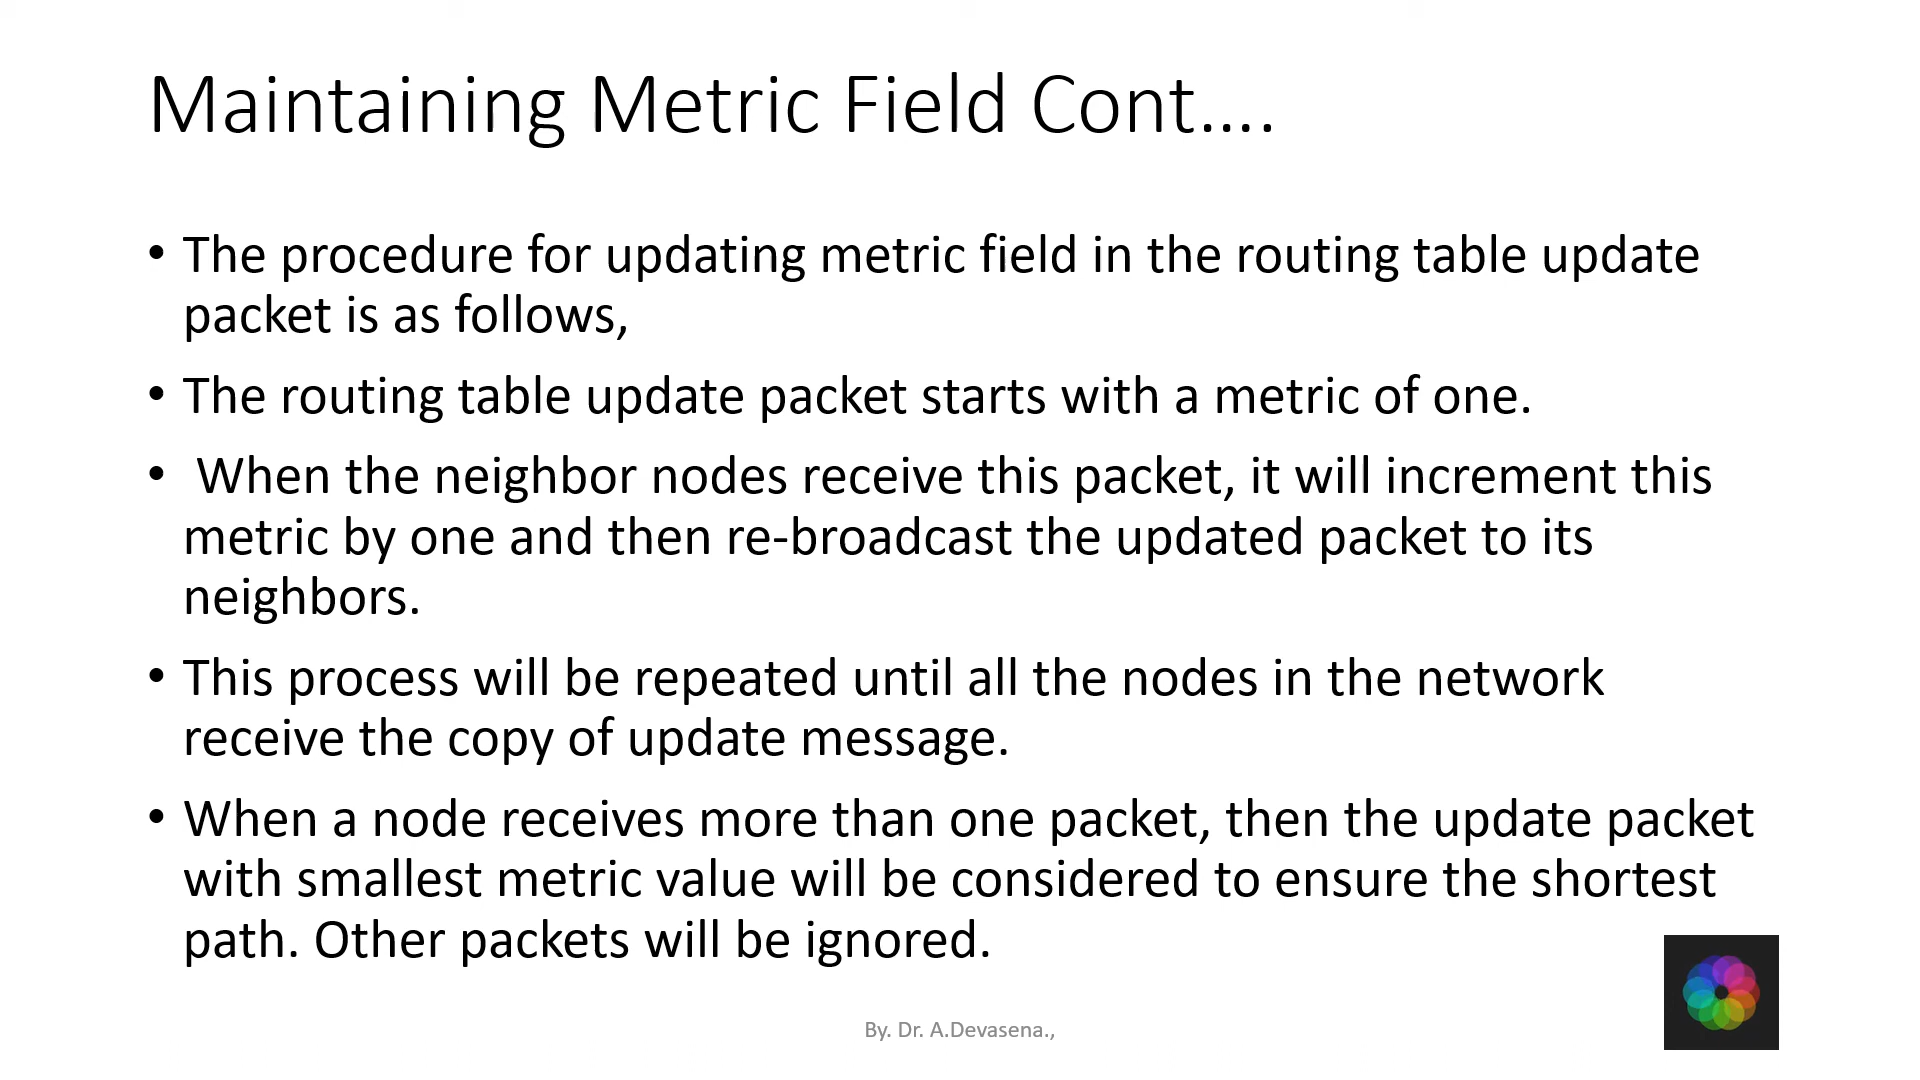 Maintaining Metric Field Cont....
• The procedure for updating metric field in the routing table update
packet is as follows,
• The routing table update packet starts with a metric of one.
• When the neighbor nodes receive this packet, it will increment this
metric by one and then re-broadcast the updated packet to its
neighbors.
• This process will be repeated until all the nodes in the network
receive the copy of update message.
• When a node receives more than one packet, then the update packet
with smallest metric value will be considered to ensure the shortest
path. Other packets will be ignored.
By. Dr. A.Devasena.,